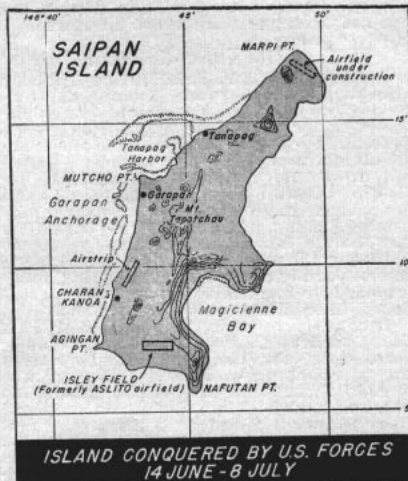 146°40'
45'
50'
SAIPAN
ISLAND
MARPI PT.
Airfield
under
construction
15'
Tanapag
Tanapag
Harbor
MUTCHO PT.
Garapan
Garapan
Anchorage
Mt.
Tapotchau
Airstrip
10'
CHARAN
KANOA
Magicienne
Bay
AGINGAN
PT.
ISLEY FIELD
(Formerly ASLITO airfield)
NAFUTAN PT.
5'
ISLAND CONQUERED BY U.S. FORCES
14 JUNE - 8 JULY